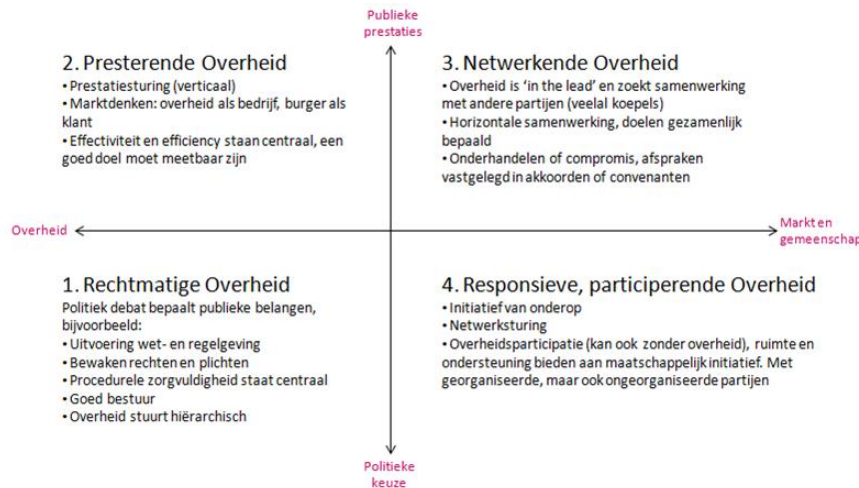 Publieke
prestaties
2. Presterende Overheid
• Prestatiesturing (verticaal)
• Marktdenken: overheid als bedrijf, burger als
klant
• Effectiviteit en efficiency staan centraal, een
goed doel moet meetbaar zijn
3. Netwerkende Overheid
• Overheid is ‘in the lead’ en zoekt samenwerking
met andere partijen (veelal koepels)
• Horizontale samenwerking, doelen gezamenlijk
bepaald
• Onderhandelen of compromis, afspraken
vastgelegd in akkoorden of convenanten
Overheid
Markt en
gemeenschap
1. Rechtmatige Overheid
Politiek debat bepaalt publieke belangen,
bijvoorbeeld:
• Uitvoering wet- en regelgeving
• Bewaken rechten en plichten
• Procedurele zorgvuldigheid staat centraal
• Goed bestuur
• Overheid stuurt hiërarchisch
4. Responsieve, participerende Overheid
• Initiatief van onderop
• Netwerksturing
• Overheidsparticipatie (kan ook zonder overheid), ruimte en
ondersteuning bieden aan maatschappelijk initiatief. Met
georganiseerde, maar ook ongeorganiseerde partijen
Politieke
keuze